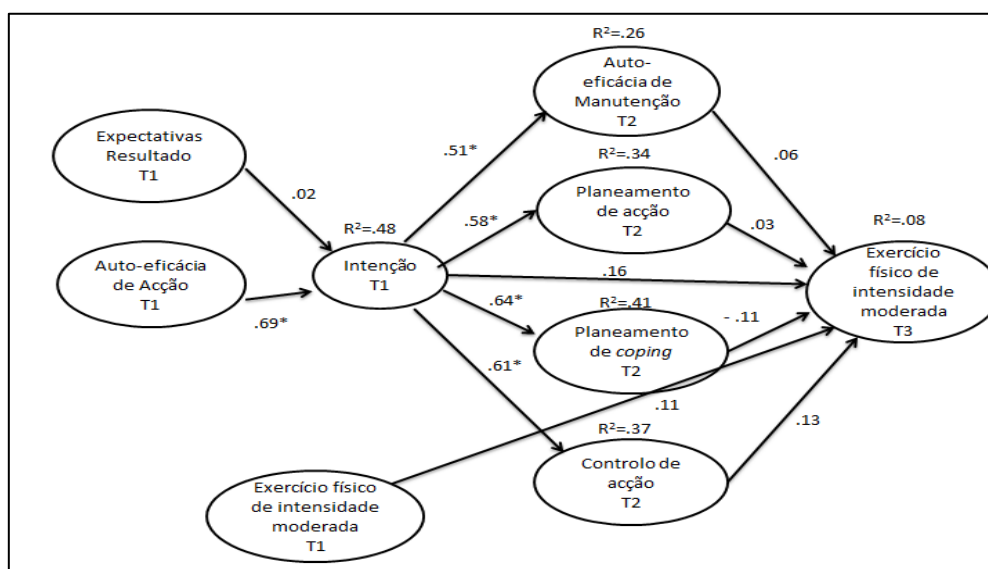 R²=.26
Auto-
eficácia de
Manutenção
T2
Expectativas
Resultado
T1
.51*
.06
R²=.34
Planeamento
de acção
T2
.02
.58*
.03
R²=.08
R²=.48
Intenção
T1
Auto-eficácia
de Acção
T1
.69*
.16
Exercício
físico de
intensidade
moderada
T3
.64*
R²=.41
Planeamento
de coping
T2
- .11
.61*
.11
.13
R²=.37
Controlo de
acção
T2
Exercício físico
de intensidade
moderada
T1